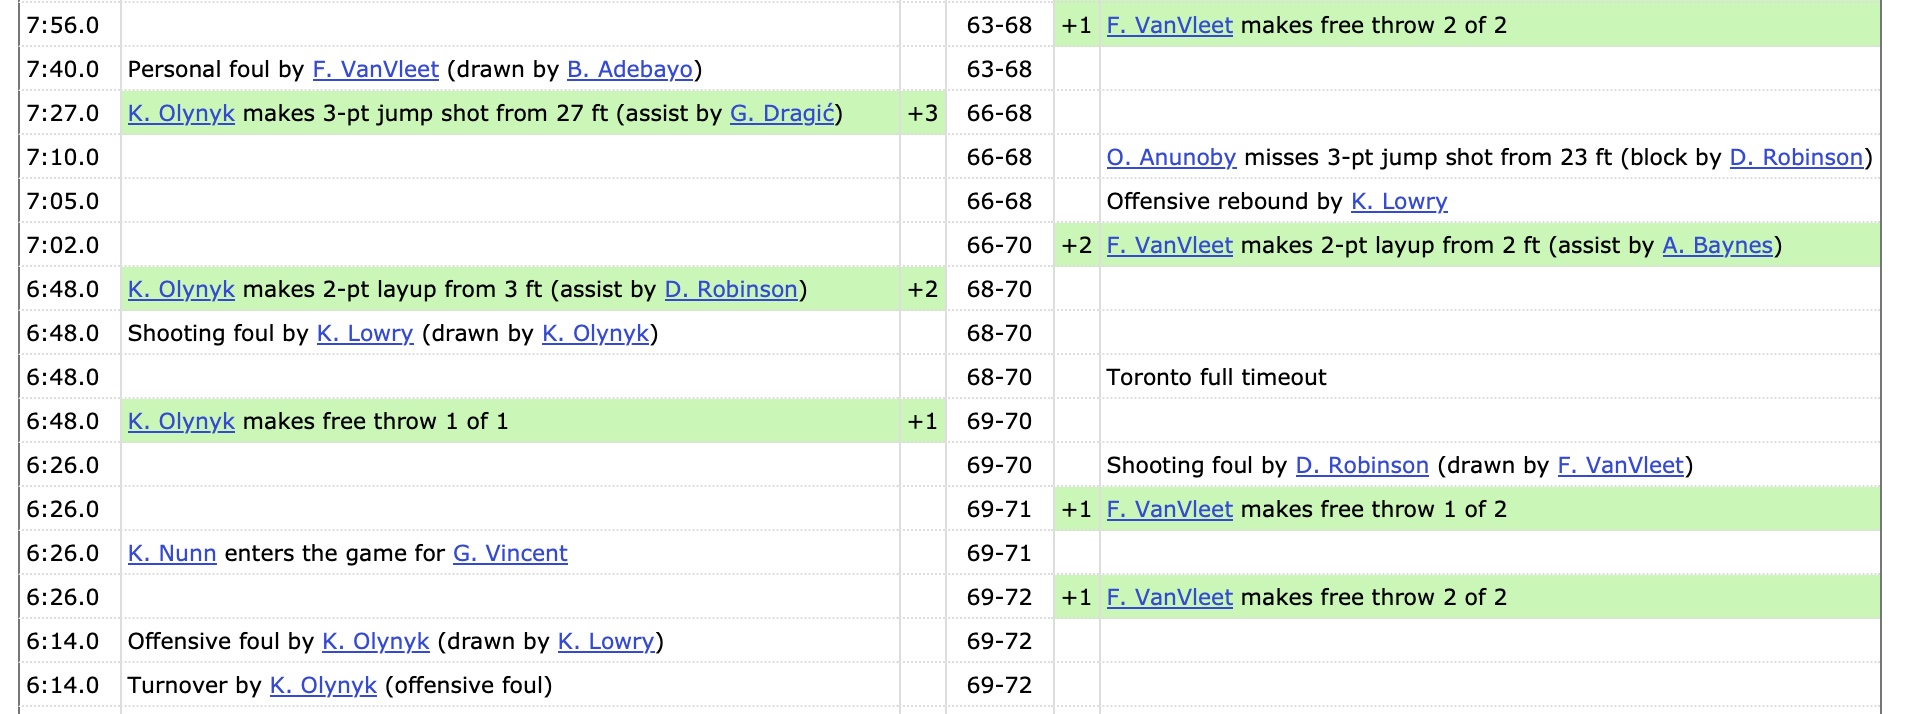 7:56.0 63-68 +1 F. VanVleet makes free throw 2 of 2
7:40.0 Personal foul by F. VanVleet (drawn by B. Adebayo) 63-68
7:27.0 K. Olynyk makes 3-pt jump shot from 27 ft (assist by G. Dragić) +3 66-68
7:10.0 66-68 O. Anunoby misses 3-pt jump shot from 23 ft (block by D. Robinson)
7:05.0 66-68 Offensive rebound by K. Lowry
7:02.0 66-70 +2 F. VanVleet makes 2-pt layup from 2 ft (assist by A. Baynes)
6:48.0 K. Olynyk makes 2-pt layup from 3 ft (assist by D. Robinson) +2 68-70
6:48.0 Shooting foul by K. Lowry (drawn by K. Olynyk) 68-70
6:48.0 68-70 Toronto full timeout
6:48.0 K. Olynyk makes free throw 1 of 1 +1 69-70
6:26.0 69-70 Shooting foul by D. Robinson (drawn by F. VanVleet)
6:26.0 69-71 +1 F. VanVleet makes free throw 1 of 2
6:26.0 K. Nunn enters the game for G. Vincent 69-71
6:26.0 69-72 +1 F. VanVleet makes free throw 2 of 2
6:14.0 Offensive foul by K. Olynyk (drawn by K. Lowry) 69-72
6:14.0 Turnover by K. Olynyk (offensive foul) 69-72